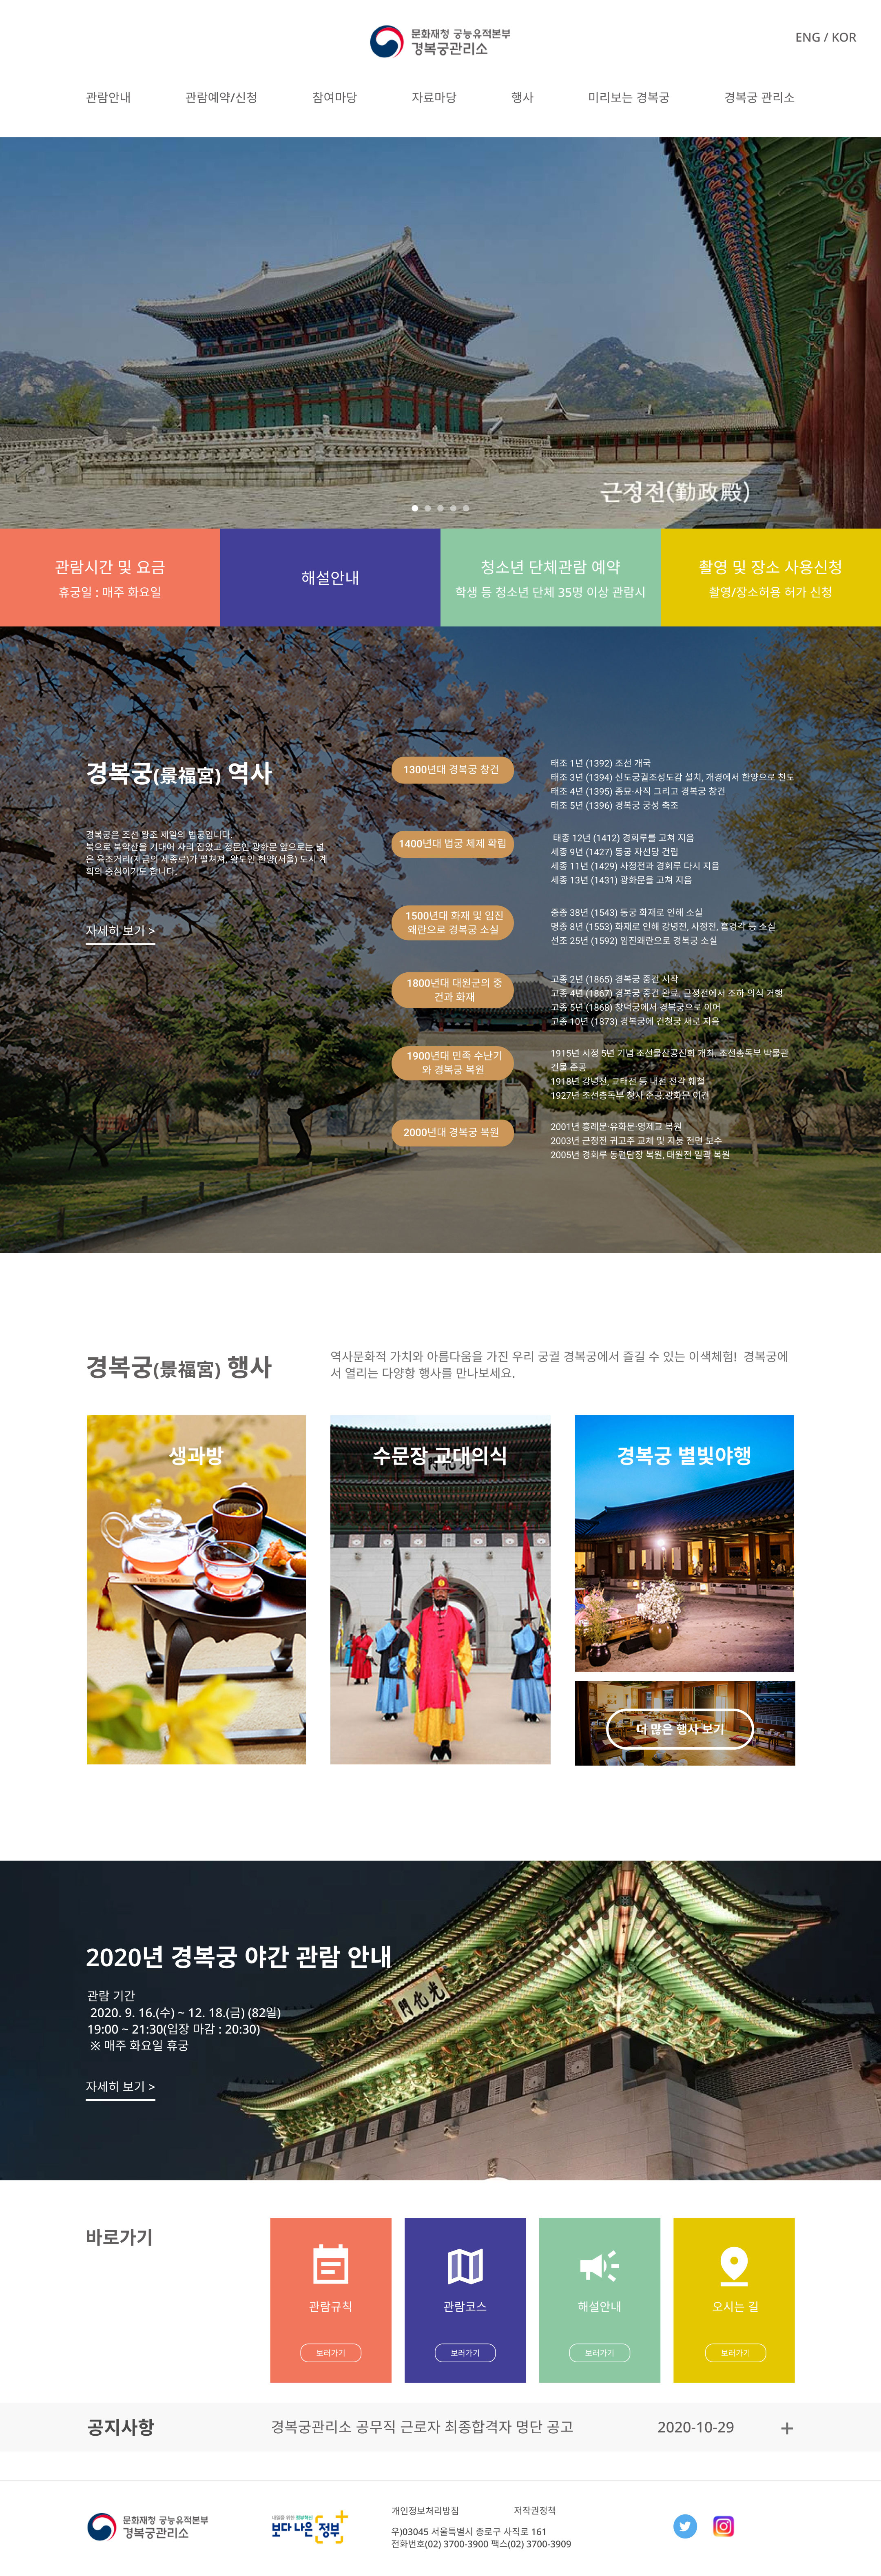 문화재청 궁능유적본부
경복궁관리소
ENG / KOR
관람안내
관람예약/신청
참여마당
자료마당
행사
미리보는 경복궁
경복궁 관리소
근정전(勤政殿)
관람시간 및 요금
휴궁일 : 매주 화요일
해설안내
청소년 단체관람 예약
학생 등 청소년 단체 35명 이상 관람시
촬영 및 장소 사용신청
촬영/장소허용 허가 신청
경복궁(景福宮) 역사
경복궁은 조선 왕조 제일의 법궁입니다.
북으로 북악산을 기대어 자리 잡았고 정문인 광화문 앞으로는 넓
은 육조거리(지금의 세종로)가 펼쳐져, 왕도인 한양(서울) 도시 계
획의 중심이기도 합니다.
자세히 보기 >
1300년대 경복궁 창건
태조 1년 (1392) 조선 개국
태조 3년 (1394) 신도궁궐조성도감 설치, 개경에서 한양으로 천도
태조 4년 (1395) 종묘·사직 그리고 경복궁 창건
태조 5년 (1396) 경복궁 궁성 축조
1400년대 법궁 체제 확립
태종 12년 (1412) 경회루를 고쳐 지음
세종 9년 (1427) 동궁 자선당 건립
세종 11년 (1429) 사정전과 경회루 다시 지음
세종 13년 (1431) 광화문을 고쳐 지음
1500년대 화재 및 임진
왜란으로 경복궁 소실
중종 38년 (1543) 동궁 화재로 인해 소실
명종 8년 (1553) 화재로 인해 강녕전, 사정전, 흠경각 등 소실
선조 25년 (1592) 임진왜란으로 경복궁 소실
1800년대 대원군의 중
건과 화재
고종 2년 (1865) 경복궁 중건 시작
고종 4년 (1867) 경복궁 중건 완료. 근정전에서 조하 의식 거행
고종 5년 (1868) 창덕궁에서 경복궁으로 이어
고종 10년 (1873) 경복궁에 건청궁 새로 지음
1900년대 민족 수난기
와 경복궁 복원
1915년 시정 5년 기념 조선물산공진회 개최. 조선총독부 박물관
건물 준공
1918년 강녕전, 교태전 등 내전 전각 훼철
1927년 조선총독부 청사 준공.광화문 이건
2000년대 경복궁 복원
2001년 흥례문·유화문·영제교 복원
2003년 근정전 귀고주 교체 및 지붕 전면 보수
2005년 경회루 동편담장 복원, 태원전 일곽 복원
경복궁(景福宮) 행사
역사문화적 가치와 아름다움을 가진 우리 궁궐 경복궁에서 즐길 수 있는 이색체험! 경복궁에
서 열리는 다양항 행사를 만나보세요.
생과방
수문장 교대의식
門化光
경복궁 별빛야행
더 많은 행사 보기
2020년 경복궁 야간 관람 안내
관람 기간
2020. 9. 16.(수) ~ 12. 18.(금) (82일)
19:00 ~ 21:30(입장 마감 : 20:30)
※ 매주 화요일 휴궁
門化光
자세히 보기 >
바로가기
관람규칙
보러가기
관람코스
보러가기
해설안내
보러가기
오시는 길
보러가기
공지사항
경복궁관리소 공무직 근로자 최종합격자 명단 공고
2020-10-29
+
문화재청 궁능유적본부
경복궁관리소
내일을 위한 정부혁신
보다 나은 정부
개인정보처리방침
저작권정책
우)03045 서울특별시 종로구 사직로 161
전화번호(02) 3700-3900 팩스(02) 3700-3909